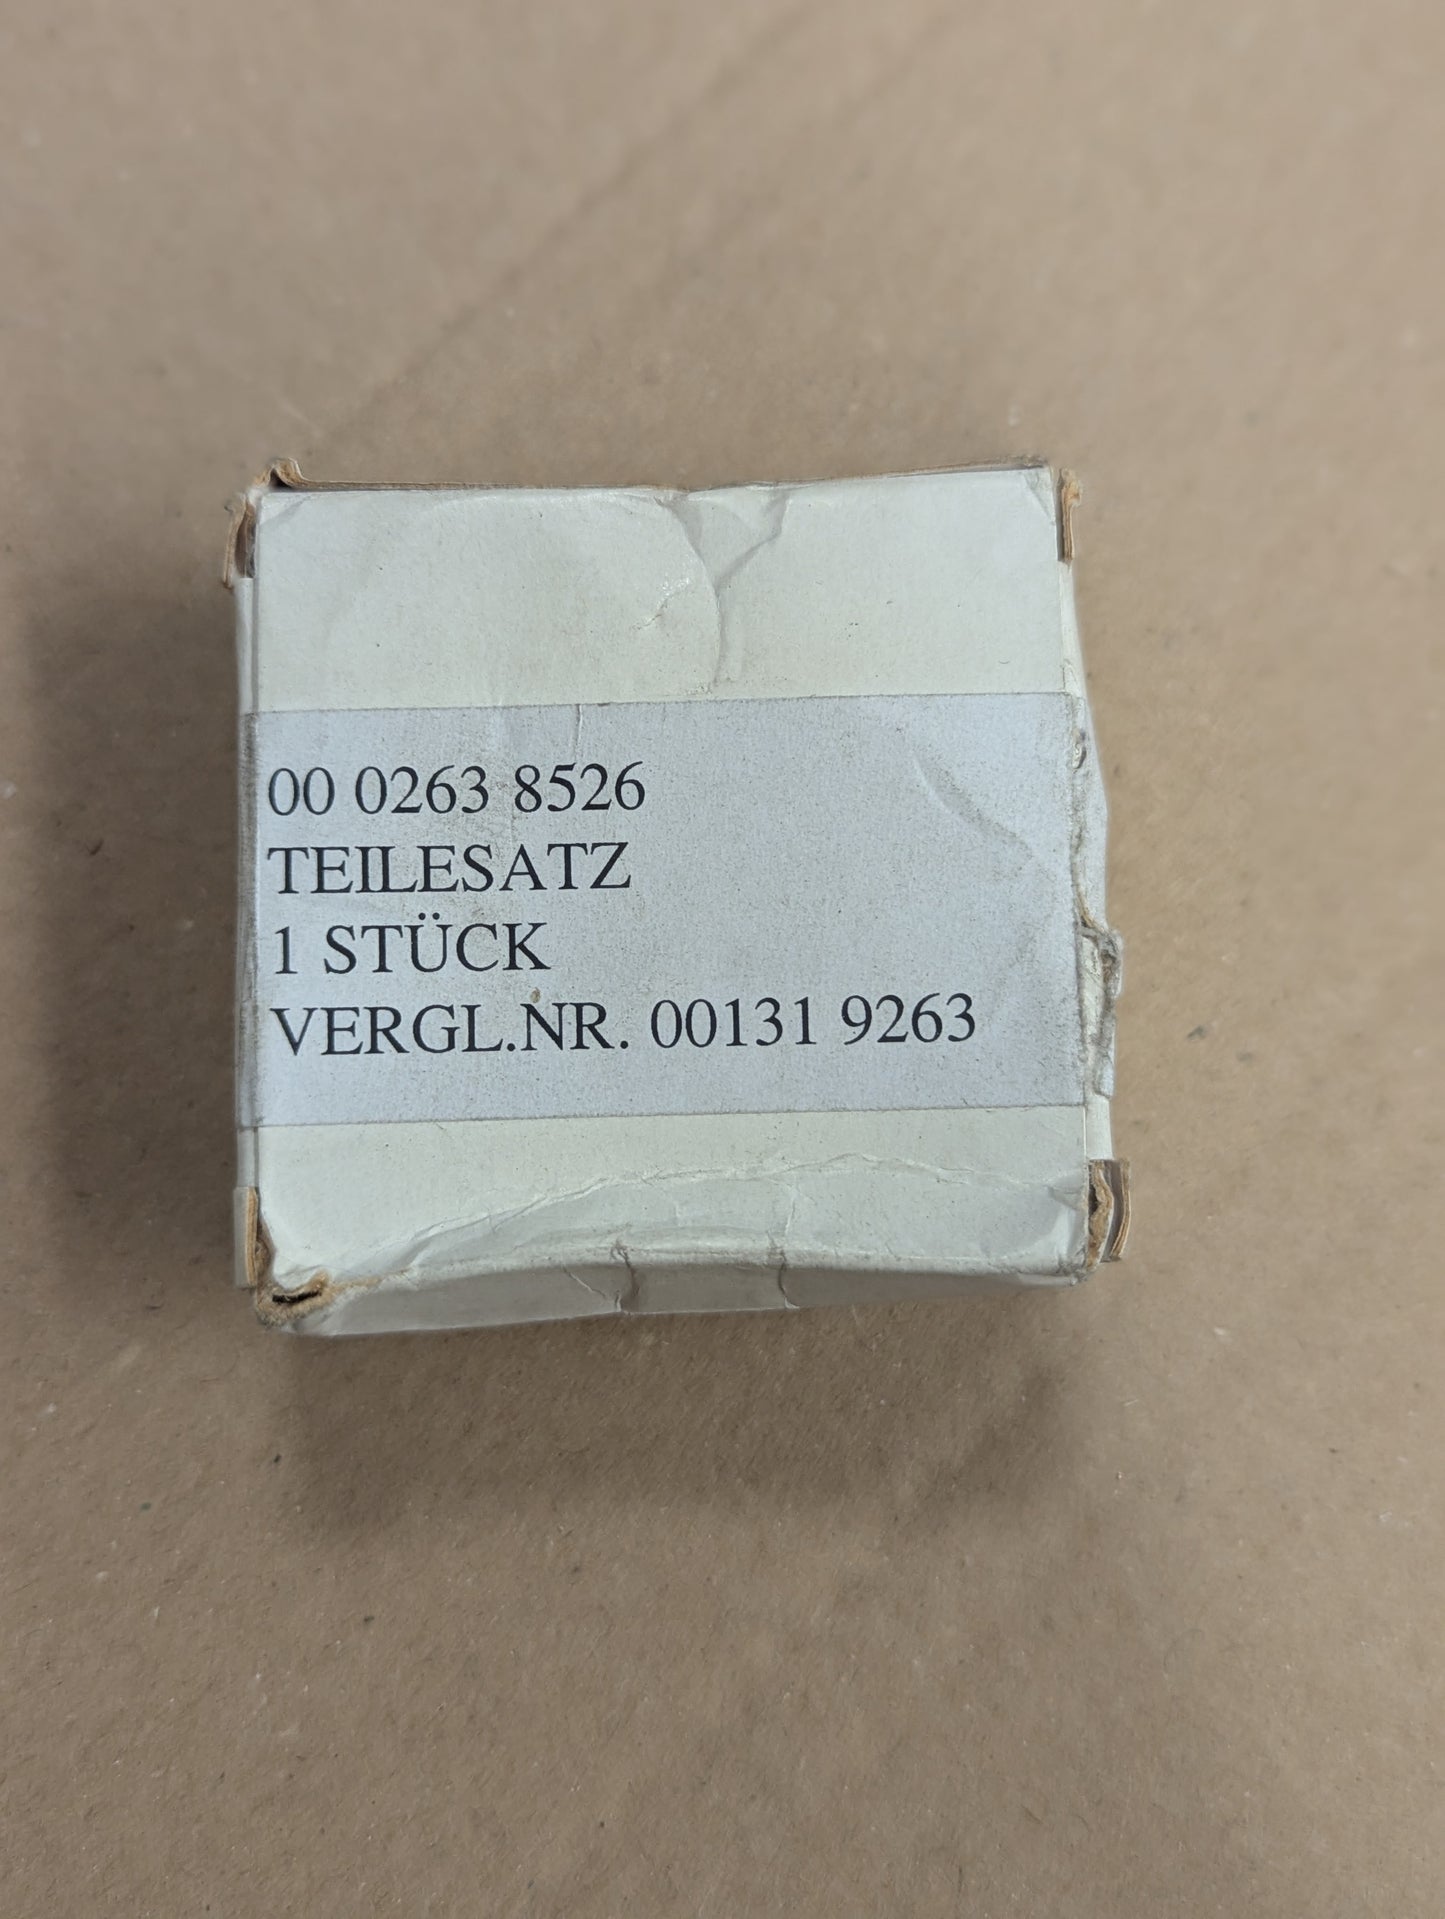 00 0263 8526
TEILESATZ
1 STÜCK
VERGL.NR. 00131 9263